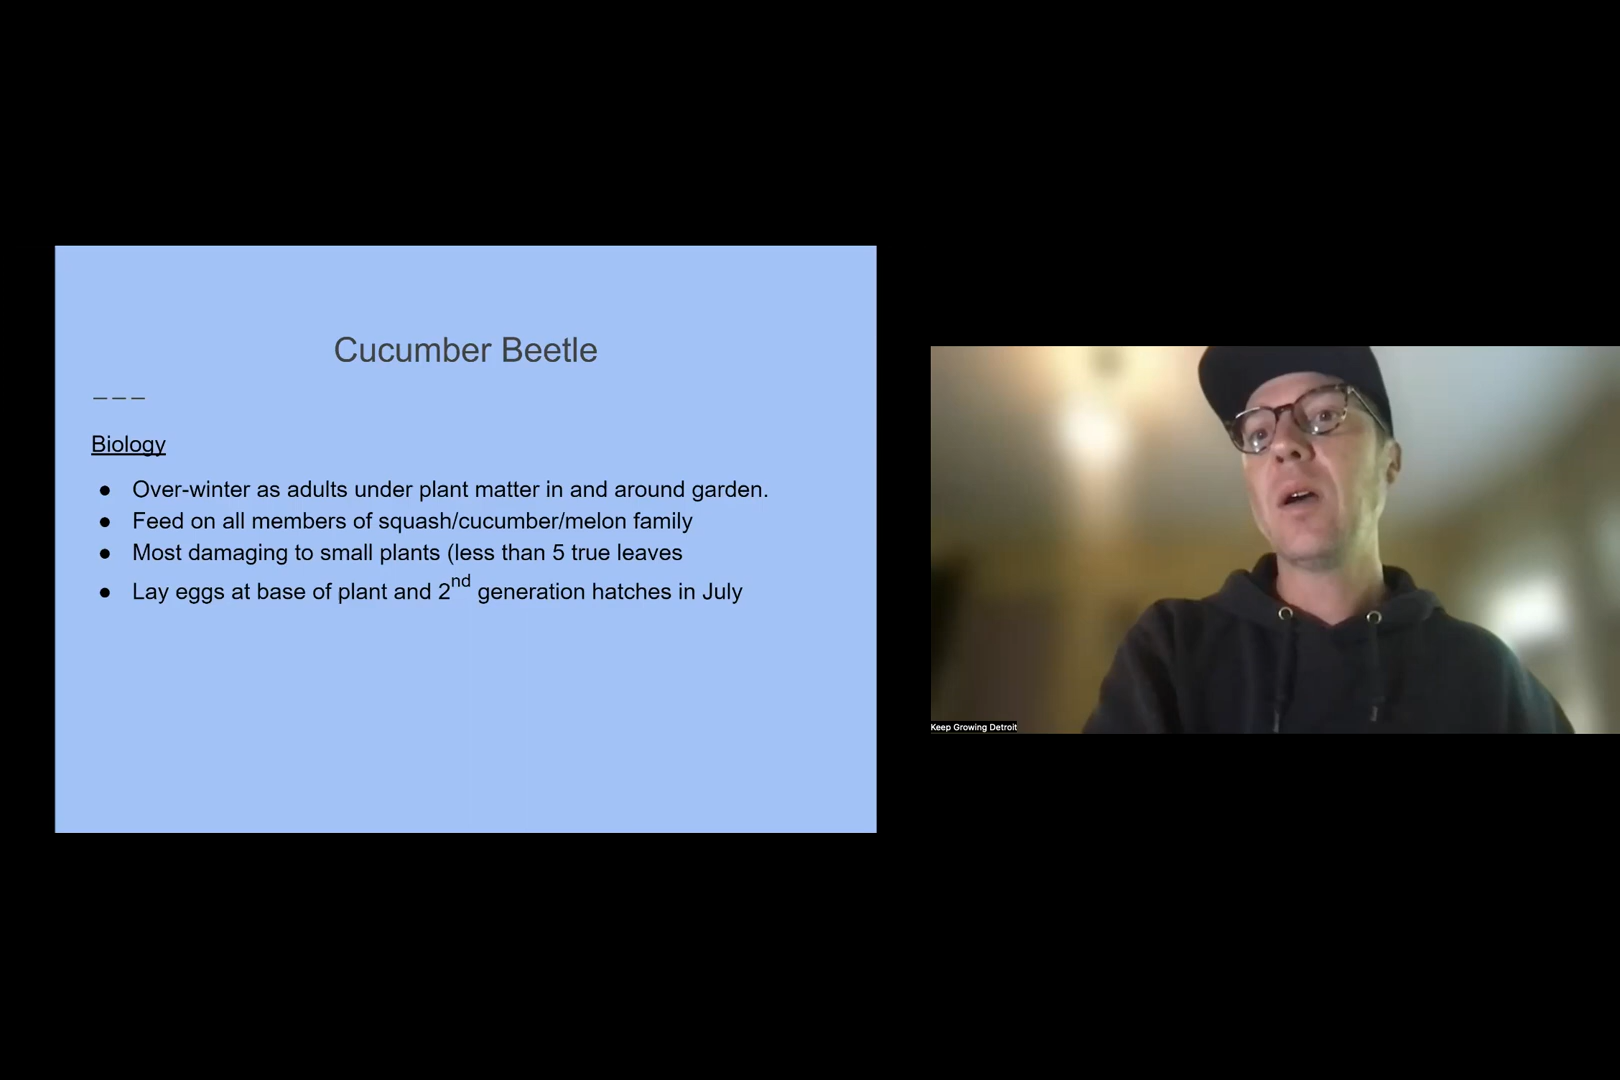 Cucumber Beetle
Biology
● Over-winter as adults under plant matter in and around garden.
● Feed on all members of squash/cucumber/melon family
● Most damaging to small plants (less than 5 true leaves
● Lay eggs at base of plant and 2nd generation hatches in July
Keep Growing Detroit